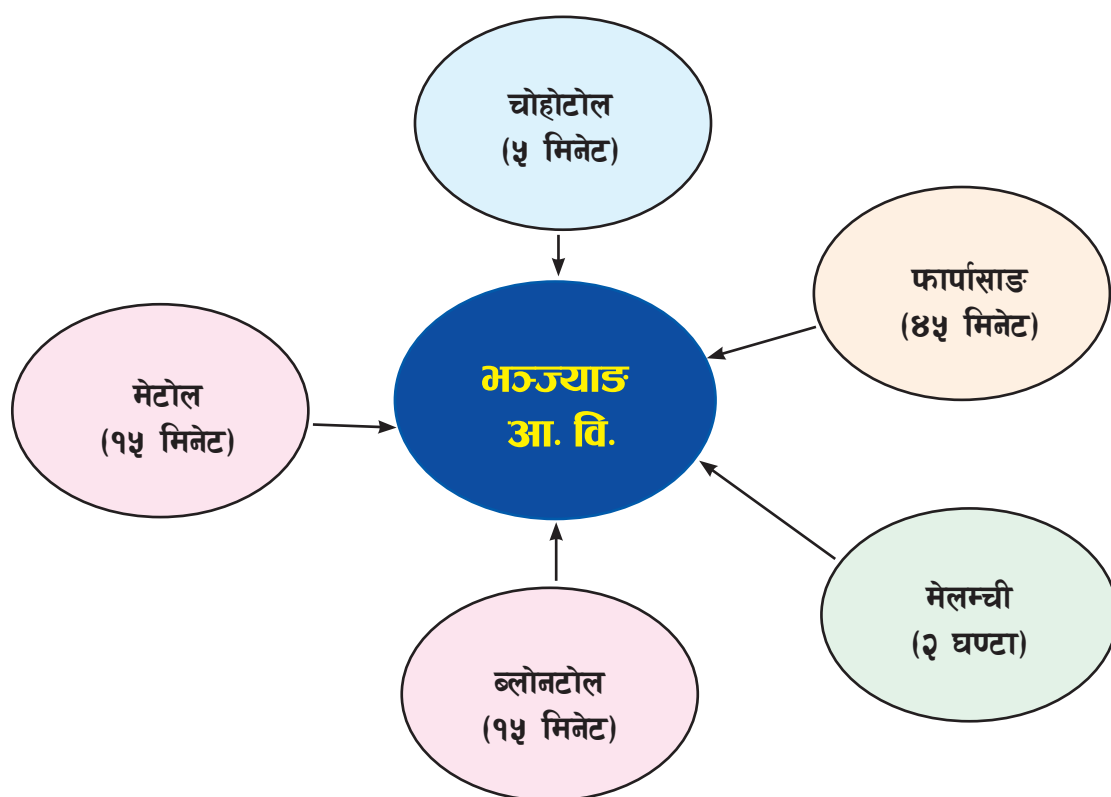 चोहोटोल
(५ मिनेट)
फार्पासाङ
(४५ मिनेट)
भञ्ज्याङ
आ. वि.
मेटोल
(१५ मिनेट)
मेलम्ची
(२ घण्टा)
ब्लोनटोल
(१५ मिनेट)